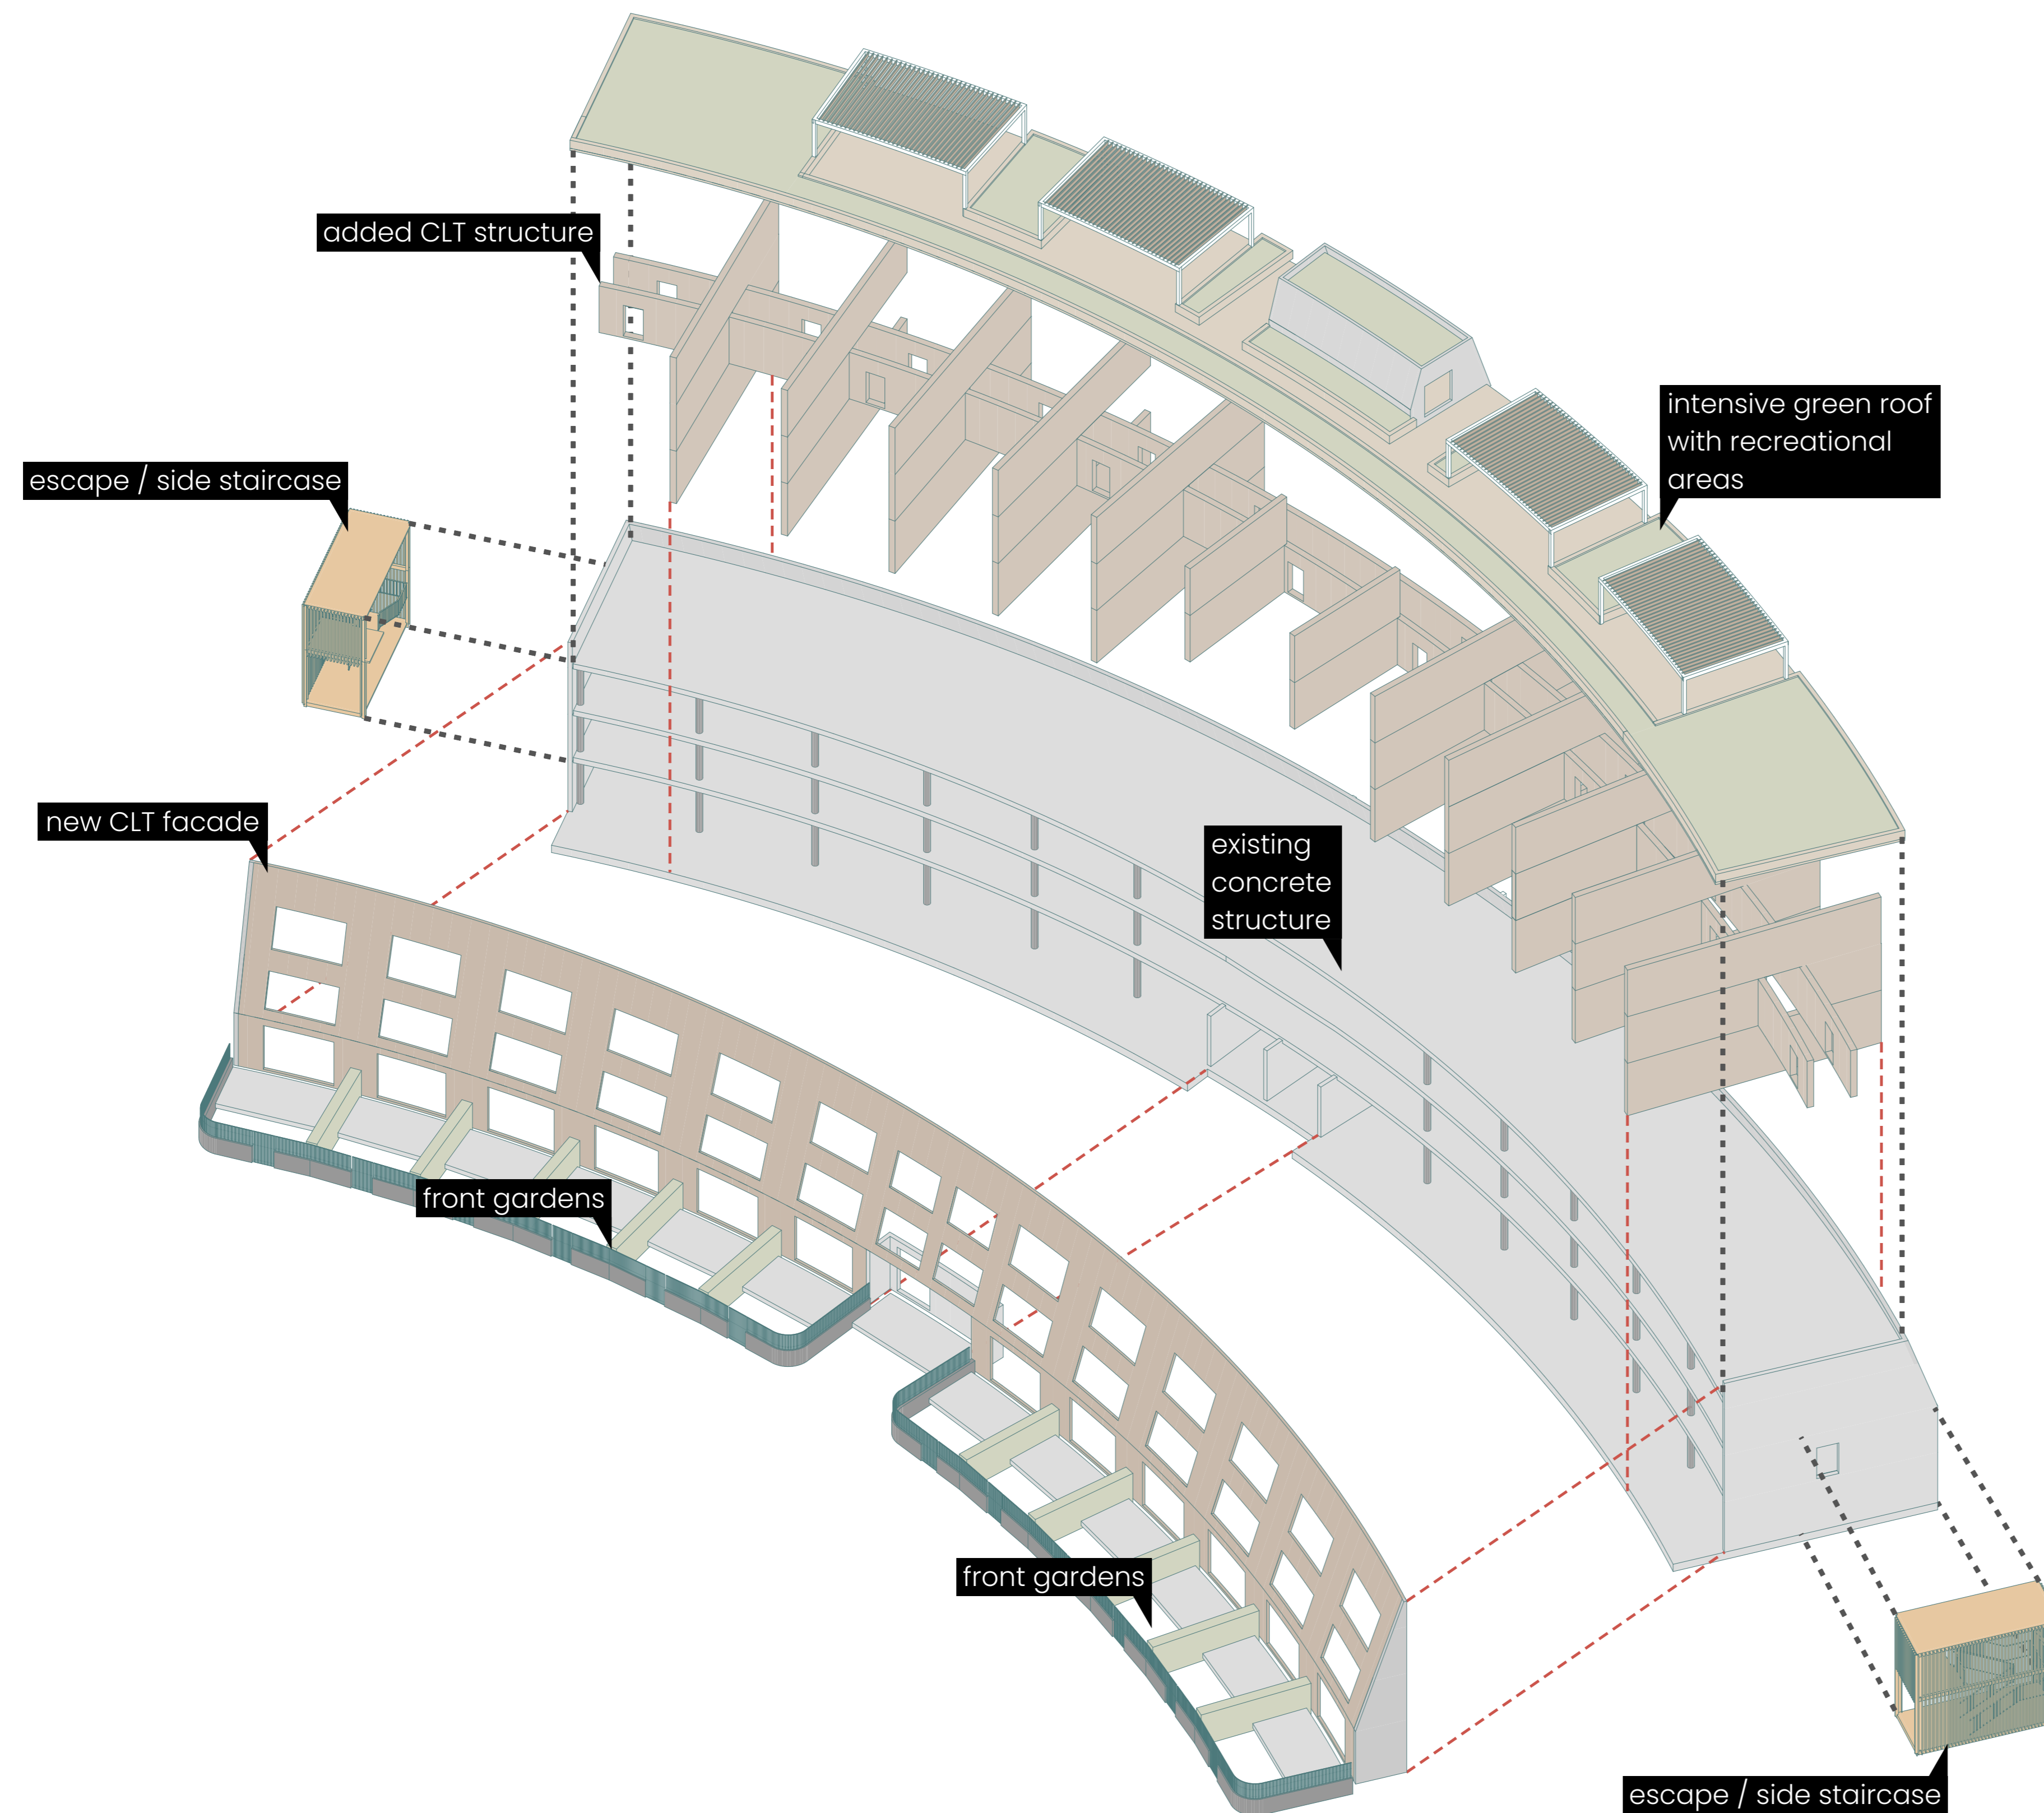 added CLT structure
intensive green roof
with recreational
areas
escape / side staircase
new CLT facade
existing
concrete
structure
front gardens
front gardens
escape / side staircase